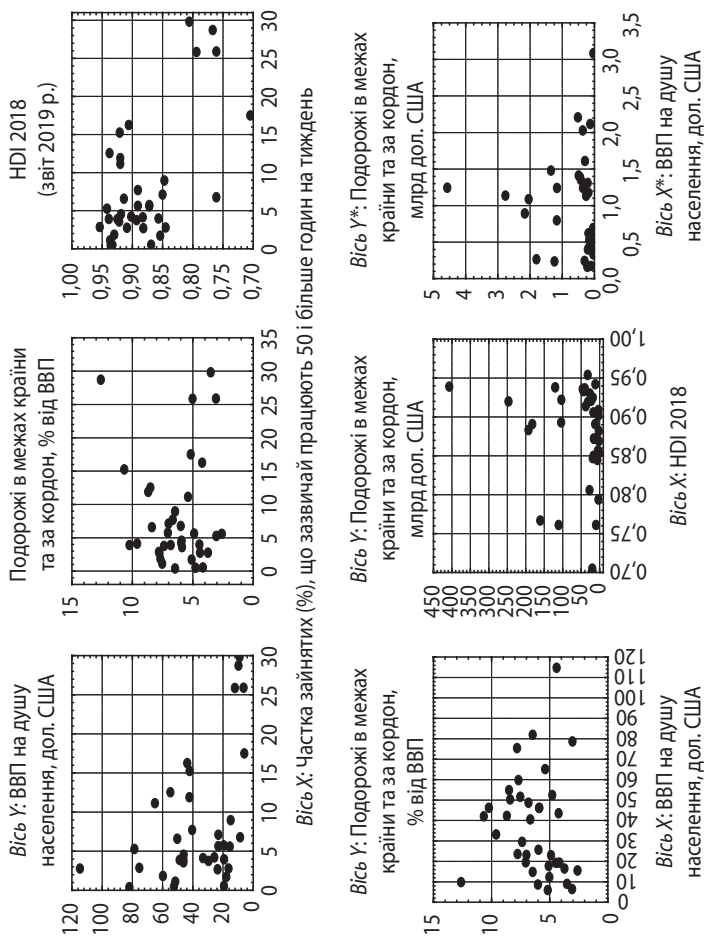 Вісь Y: ВВП на душу
населення, дол. США
120
100
80
60
40
20
0
0 5 10 15 20 25 30
Подорожі в межах країни
та за кордон, % від ВВП
15
10
5
0
0 5 10 15 20 25 30 35
HDI 2018
(звіт 2019 р.)
1,00
0,95
0,90
0,85
0,80
0,75
0,70
0 5 10 15 20 25 30
Вісь X: Частка зайнятих (%), що зазвичай працюють 50 і більше годин на тиждень
Вісь Y: Подорожі в межах
країни та за кордон,
% від ВВП
15
10
5
0
0 10 20 30 40 50 60 70 80 90 100 110 120
Вісь X: ВВП на душу
населення, дол. США
Вісь Y: Подорожі в межах
країни та за кордон,
млрд дол. США
450
400
350
300
250
200
150
100
50
0
0,70 0,75 0,80 0,85 0,90 0,95 1,00
Вісь X: HDI 2018
Вісь Y*: Подорожі в межах
країни та за кордон,
млрд дол. США
5
4
3
2
1
0
0,0 0,5 1,0 1,5 2,0 2,5 3,0 3,5
Вісь X*: ВВП на душу
населення, дол. США